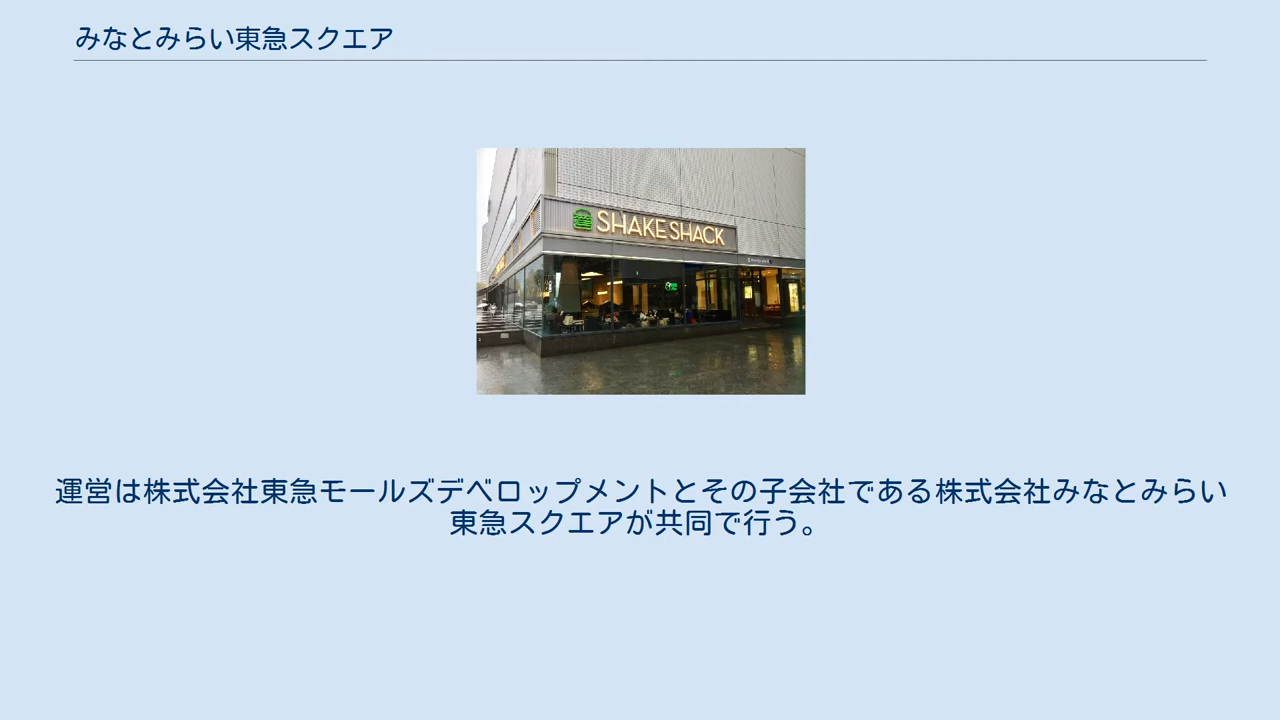 みなとみらい東急スクエア
SHAKE SHACK
運営は株式会社東急モールズデベロップメントとその子会社である株式会社みなとみらい
東急スクエアが共同で行う。